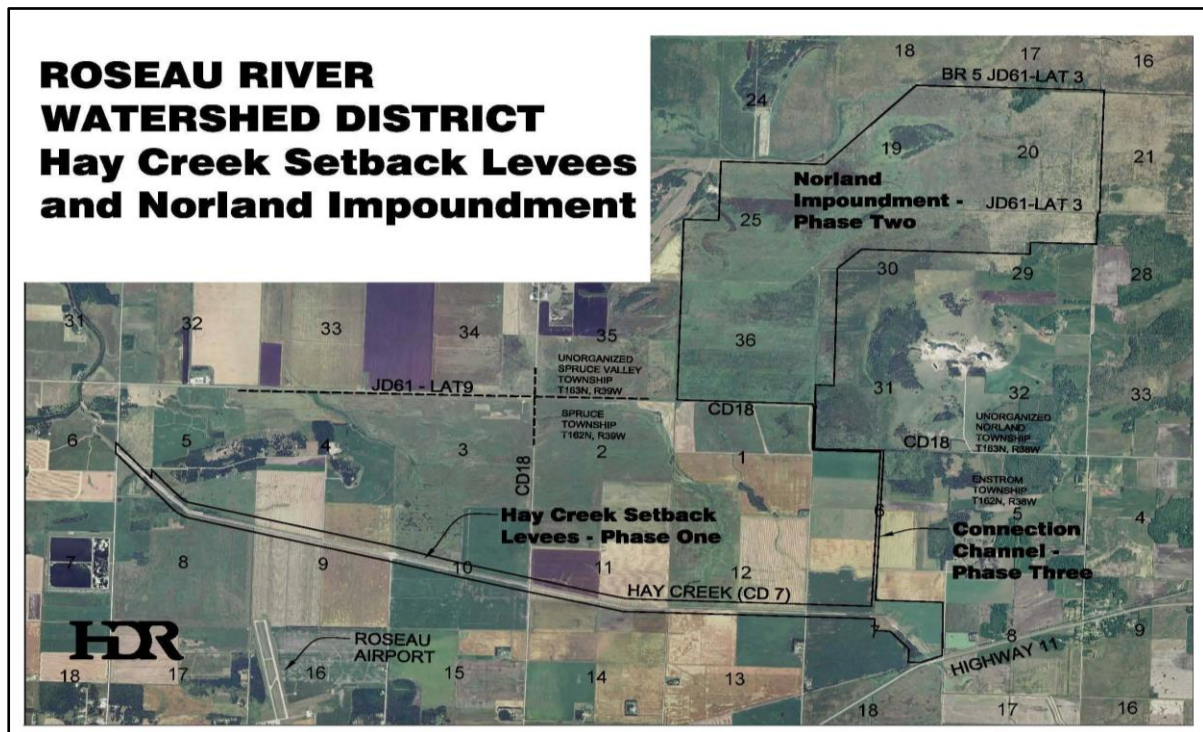 ROSEAU RIVER
WATERSHED DISTRICT
Hay Creek Setback Levees
and Norland Impoundment
18
17
16
BR 5 JD61-LAT 3
24
19
20
21
Norland
Impoundment -
Phase Two
JD61-LAT 3
25
30
29
28
31
32
33
34
35
36
UNORGANIZED
SPRUCE VALLEY
TOWNSHIP
T163N, R39W
JD61 - LAT9
31
32
33
CD18
SPRUCE
TOWNSHIP
T162N, R39W
UNORGANIZED
NORLAND
TOWNSHIP
T163N, R38W
CD18
6
5
4
3
2
1
CD18
ENSTROM
TOWNSHIP
T162N, R38W
6
5
4
Hay Creek Setback
Levees - Phase One
Connection
Channel -
Phase Three
7
8
9
10
11
12
HAY CREEK (CD 7)
7
8
9
HIGHWAY 11
HDR
ROSEAU
AIRPORT
18
17
16
15
14
13
18
17
16